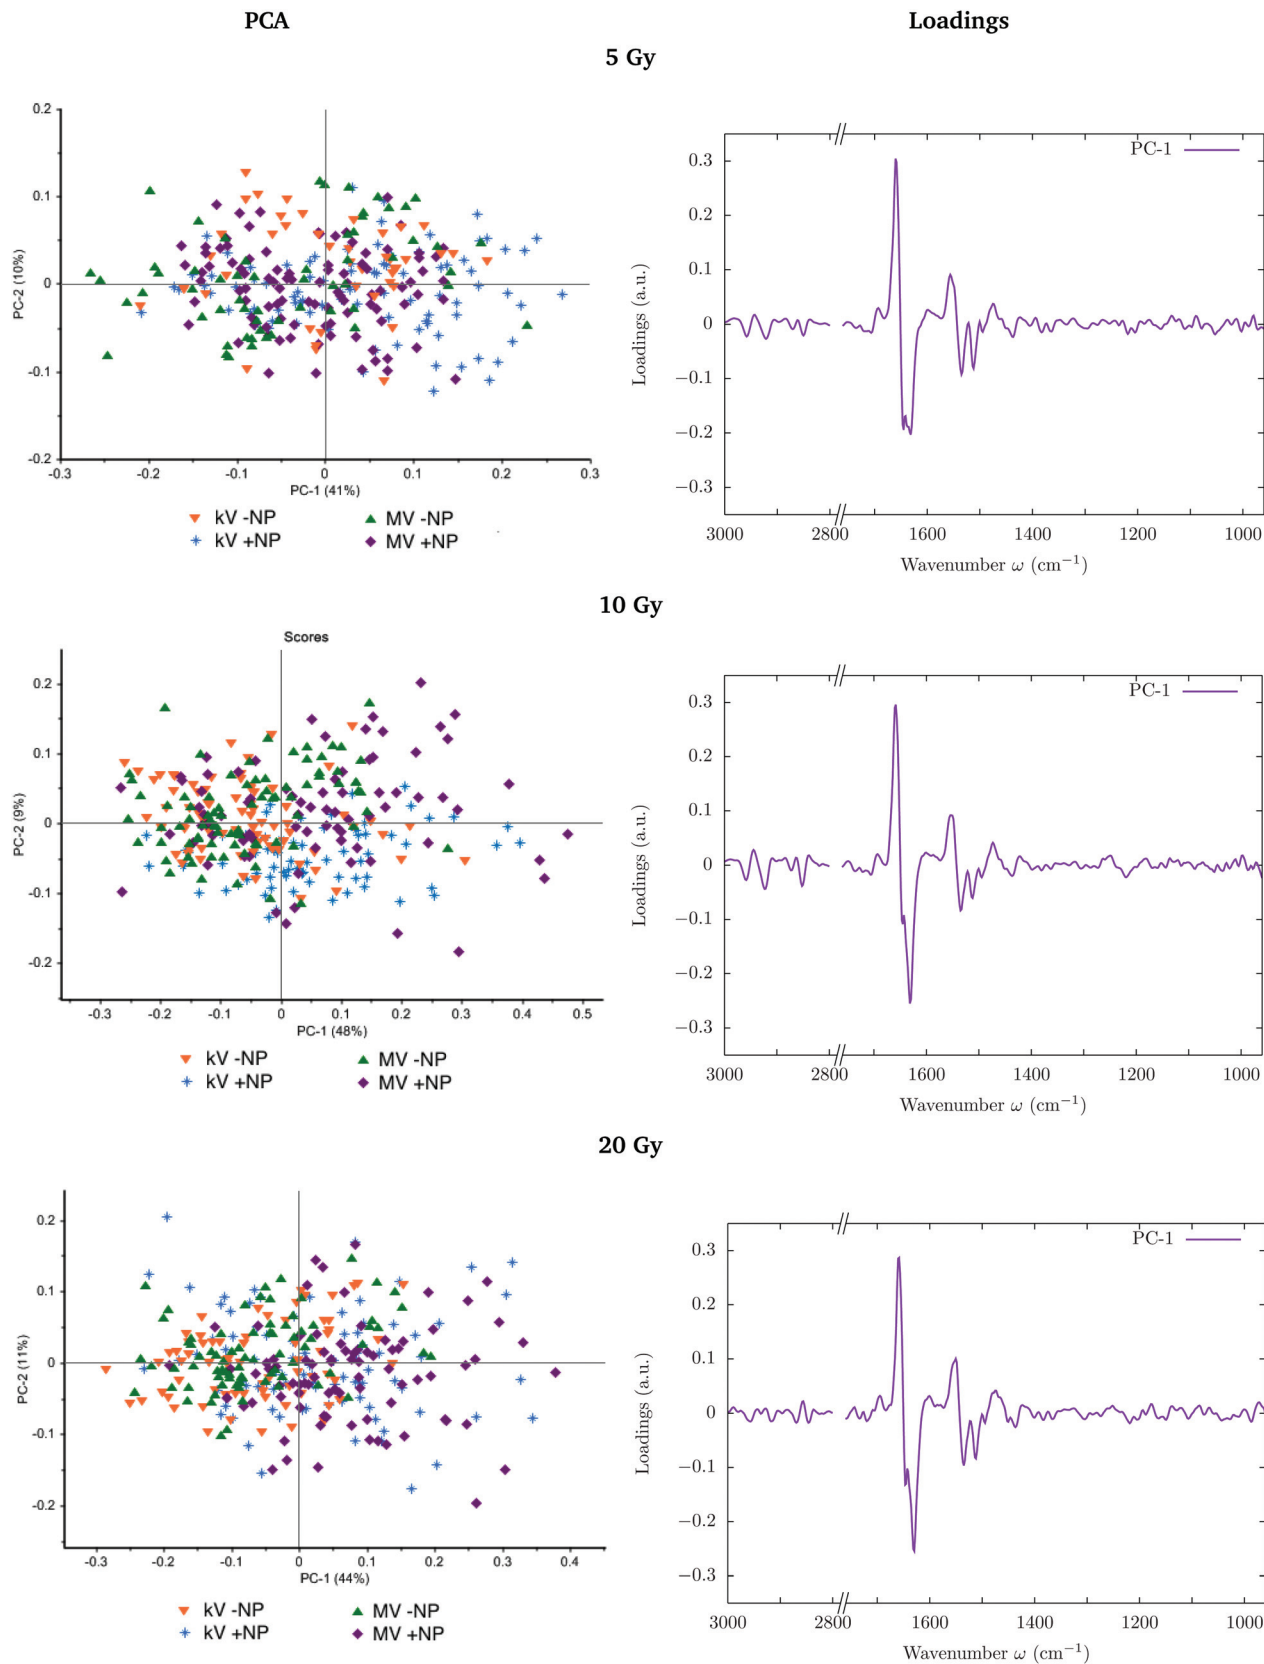 PCA
Loadings
5 Gy
0.2
0.1
0
-0.1
-0.2
PC-2 (10%)
-0.3 -0.2 -0.1 0 0.1 0.2 0.3
PC-1 (41%)
kV -NP MV -NP
kV +NP MV +NP
PC-1
0.3
0.2
0.1
0
−0.1
−0.2
−0.3
Loadings (a.u.)
3000 2800 1600 1400 1200 1000
Wavenumber ω (cm⁻¹)
10 Gy
Scores
0.2
0.1
0
-0.1
-0.2
PC-2 (9%)
-0.3 -0.2 -0.1 0 0.1 0.2 0.3 0.4 0.5
PC-1 (48%)
kV -NP MV -NP
kV +NP MV +NP
PC-1
0.3
0.2
0.1
0
−0.1
−0.2
−0.3
Loadings (a.u.)
3000 2800 1600 1400 1200 1000
Wavenumber ω (cm⁻¹)
20 Gy
0.2
0.1
0
-0.1
-0.2
PC-2 (11%)
-0.3 -0.2 -0.1 0 0.1 0.2 0.3 0.4
PC-1 (44%)
kV -NP MV -NP
kV +NP MV +NP
PC-1
0.3
0.2
0.1
0
−0.1
−0.2
−0.3
Loadings (a.u.)
3000 2800 1600 1400 1200 1000
Wavenumber ω (cm⁻¹)